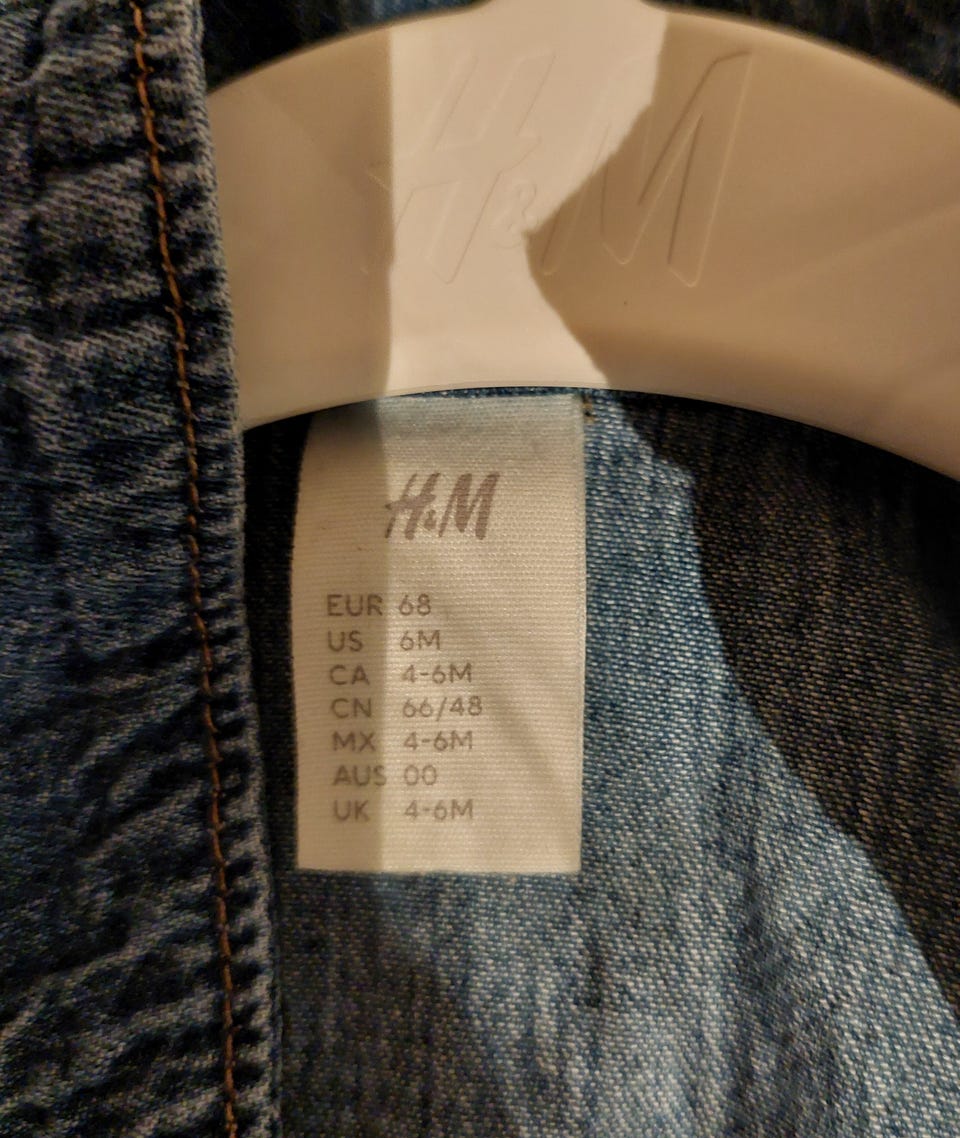 H&M
H&M
EUR 68
US 6M
CA 4-6M
CN 66/48
MX 4-6M
AUS 00
UK 4-6M